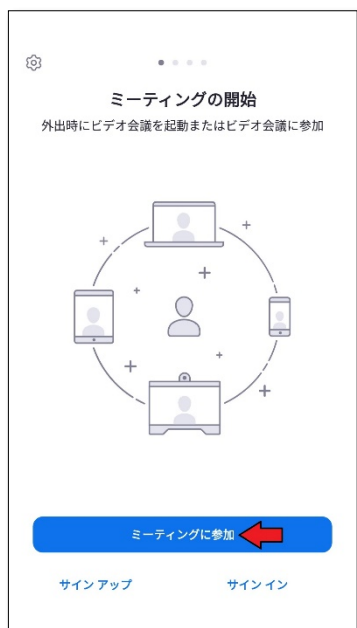 ミーティングの開始
外出時にビデオ会議を起動またはビデオ会議に参加
ミーティングに参加
サイン アップ
サイン イン